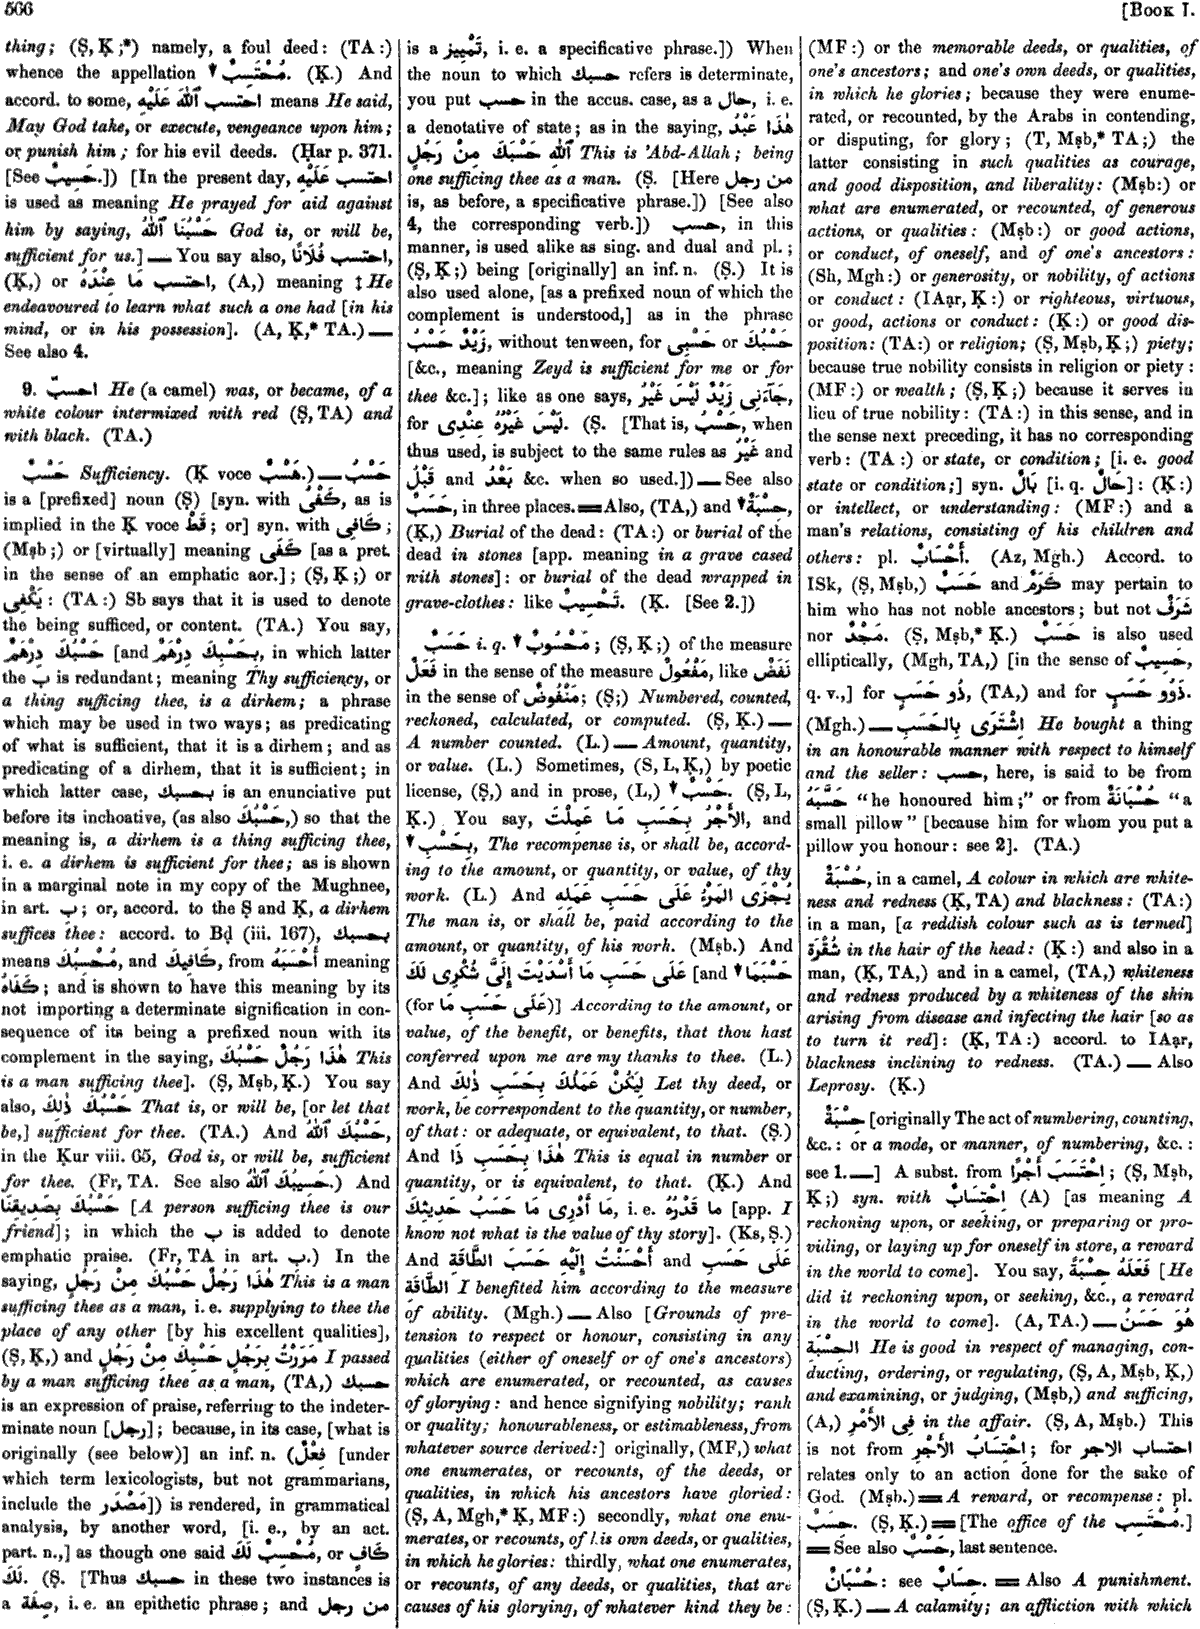 566
[Book I.
thing; (Ṣ, Ḳ;*) namely, a foul deed: (TA:)
whence the appellation ↓ مُحْتَسِبٌ. (Ḳ.) And
accord. to some, احتسب ٱللّٰهَ عَلَيْهِ means He said,
May God take, or execute, vengeance upon him;
or punish him; for his evil deeds. (Ḥar p. 371.
[See حَسِيبٌ.]) [In the present day, احتسب عَلَيْهِ
is used as meaning He prayed for aid against
him by saying, حَسْبُنَا ٱللّٰهُ God is, or will be,
sufficient for us.] — You say also, احتسب فُلَانًا,
(Ḳ,) or احتسب مَا عِنْدَهُ, (A,) meaning ‡ He
endeavoured to learn what such a one had [in his
mind, or in his possession]. (A, Ḳ,* TA.) —
See also 4.
9. احسبّ He (a camel) was, or became, of a
white colour intermixed with red (Ṣ, TA) and
with black. (TA.)
حَسْبٌ Sufficiency. (Ḳ voce هَسْبٌ.) — حَسْبُ
is a [prefixed] noun (Ṣ) [syn. with كَفْىُ, as is
implied in the Ḳ voce قَطْ; or] syn. with كَافِى;
(Mṣb;) or [virtually] meaning كَفَى [as a pret.
in the sense of an emphatic aor.]; (Ṣ, Ḳ;) or
يَكْفِى: (TA:) Sb says that it is used to denote
the being sufficed, or content. (TA.) You say,
حَسْبُكَ دِرْهَمٌ [and بِحَسْبِكَ دِرْهَمٌ, in which latter
the ب is redundant; meaning Thy sufficiency, or
a thing sufficing thee, is a dirhem; a phrase
which may be used in two ways; as predicating
of what is sufficient, that it is a dirhem; and as
predicating of a dirhem, that it is sufficient; in
which latter case, بحسبك is an enunciative put
before its inchoative, (as also حَسْبُكَ,) so that the
meaning is, a dirhem is a thing sufficing thee,
i. e. a dirhem is sufficient for thee; as is shown
in a marginal note in my copy of the Mughnee,
in art. ب; or, accord. to the Ṣ and Ḳ, a dirhem
suffices thee: accord. to Bḍ (iii. 167), بحسبك
means مُحْسِبُكَ, and كَافِيكَ, from أَحْسَبَهُ meaning
كَفَاهُ; and is shown to have this meaning by its
not importing a determinate signification in con-
sequence of its being a prefixed noun with its
complement in the saying, هٰذَا رَجُلٌ حَسْبُكَ This
is a man sufficing thee]. (Ṣ, Mṣb, Ḳ.) You say
also, حَسْبُكَ ذٰلِكَ That is, or will be, [or let that
be,] sufficient for thee. (TA.) And حَسْبُكَ ٱللّٰهُ,
in the Ḳur viii. 65, God is, or will be, sufficient
for thee. (Fr, TA. See also حَسِيبُكَ ٱللّٰهُ.) And
حَسْبُكَ بِصَدِيقِنَا [A person sufficing thee is our
friend]; in which the ب is added to denote
emphatic praise. (Fr, TA in art. ب.) In the
saying, هٰذَا رَجُلٌ حَسْبُكَ مِنْ رَجُلٍ This is a man
sufficing thee as a man, i. e. supplying to thee the
place of any other [by his excellent qualities],
(Ṣ, Ḳ,) and مَرَرْتُ بِرَجُلٍ حَسْبِكَ مِنْ رَجُلٍ I passed
by a man sufficing thee as a man, (TA,) حسبك
is an expression of praise, referring to the indeter-
minate noun [رجل]; because, in its case, [what is
originally (see below)] an inf. n. (فِعْلٌ [under
which term lexicologists, but not grammarians,
include the مَصْدَر]) is rendered, in grammatical
analysis, by another word, [i. e., by an act.
part. n.,] as though one said مُحْسِبٌ لَكَ, or كَافٍ
لَكَ. (Ṣ. [Thus حسبك in these two instances is
a صِفَة, i. e. an epithetic phrase; and من رجل
is a تَمْيِيز, i. e. a specificative phrase.]) When
the noun to which حسبك refers is determinate,
you put حسب in the accus. case, as a حال, i. e.
a denotative of state; as in the saying, هٰذَا عَبْدُ
ٱللّٰهِ حَسْبَكَ مِنْ رَجُلٍ This is 'Abd-Allah; being
one sufficing thee as a man. (Ṣ. [Here من رجل
is, as before, a specificative phrase.]) [See also
4, the corresponding verb.]) حسب, in this
manner, is used alike as sing. and dual and pl.;
(Ṣ, Ḳ;) being [originally] an inf. n. (Ṣ.) It is
also used alone, [as a prefixed noun of which the
complement is understood,] as in the phrase
زَيْدٌ حَسْبُ, without tenween, for حَسْبِى or حَسْبُكَ
[&c., meaning Zeyd is sufficient for me or for
thee &c.]; like as one says, جَآءَنِى زَيْدٌ لَيْسَ غَيْرُ,
for لَيْسَ غَيْرُهُ عِنْدِى. (Ṣ. [That is, حَسْبُ, when
thus used, is subject to the same rules as غَيْرُ and
قَبْلُ and بَعْدُ &c. when so used.]) — See also
حَسَبٌ, in three places. = Also, (TA,) and ↓ حِسْبَةٌ,
(Ḳ,) Burial of the dead: (TA:) or burial of the
dead in stones [app. meaning in a grave cased
with stones]: or burial of the dead wrapped in
grave-clothes: like تَحْسِيبٌ. (Ḳ. [See 2.])
حَسَبٌ i. q. ↓ مَحْسُوبٌ; (Ṣ, Ḳ;) of the measure
فَعَلٌ in the sense of the measure مَفْعُولٌ, like نَفَضٌ
in the sense of مَنْفُوضٌ; (Ṣ;) Numbered, counted,
reckoned, calculated, or computed. (Ṣ, Ḳ.) —
A number counted. (L.) — Amount, quantity,
or value. (L.) Sometimes, (Ṣ, L, Ḳ,) by poetic
license, (Ṣ,) and in prose, (L,) ↓ حَسْبٌ. (Ṣ, L,
Ḳ.) You say, الأَجْرُ بِحَسَبِ مَا عَمِلْتَ, and
↓ بِحَسْبِ, The recompense is, or shall be, accord-
ing to the amount, or quantity, or value, of thy
work. (L.) And يُجْزَى المَرْءُ عَلَى حَسَبِ عَمَلِهِ
The man is, or shall be, paid according to the
amount, or quantity, of his work. (Mṣb.) And
عَلَى حَسَبِ مَا أَسْدَيْتَ إِلَىَّ شُكْرِى لَكَ [and ↓ حَسْبَمَا
(for عَلَى حَسَبِ مَا)] According to the amount, or
value, of the benefit, or benefits, that thou hast
conferred upon me are my thanks to thee. (L.)
And لِيَكُنْ عَمَلُكَ بِحَسَبِ ذٰلِكَ Let thy deed, or
work, be correspondent to the quantity, or number,
of that: or adequate, or equivalent, to that. (Ṣ.)
And هٰذَا بِحَسَبِ ذَا This is equal in number or
quantity, or is equivalent, to that. (Ḳ.) And
مَا أَدْرِى مَا حَسَبُ حَدِيثِكَ, i. e. ما قَدْرُهُ [app. I
know not what is the value of thy story]. (Ks, Ṣ.)
And أَحْسَنْتُ إِلَيْهِ حَسَبَ الطَّاقَةِ and عَلَى حَسَبِ
الطَّاقَةِ I benefited him according to the measure
of ability. (Mgh.) — Also [Grounds of pre-
tension to respect or honour, consisting in any
qualities (either of oneself or of one's ancestors)
which are enumerated, or recounted, as causes
of glorying: and hence signifying nobility; rank
or quality; honourableness, or estimableness, from
whatever source derived:] originally, (MF,) what
one enumerates, or recounts, of the deeds, or
qualities, in which his ancestors have gloried:
(Ṣ, A, Mgh,* Ḳ, MF:) secondly, what one enu-
merates, or recounts, of his own deeds, or qualities,
in which he glories: thirdly, what one enumerates,
or recounts, of any deeds, or qualities, that are
causes of his glorying, of whatever kind they be:
(MF:) or the memorable deeds, or qualities, of
one's ancestors; and one's own deeds, or qualities,
in which he glories; because they were enume-
rated, or recounted, by the Arabs in contending,
or disputing, for glory; (T, Mṣb,* TA;) the
latter consisting in such qualities as courage,
and good disposition, and liberality: (Mṣb:) or
what are enumerated, or recounted, of generous
actions, or qualities: (Mṣb:) or good actions,
or conduct, of oneself, and of one's ancestors:
(Sh, Mgh:) or generosity, or nobility, of actions
or conduct: (IAạr, Ḳ:) or righteous, virtuous,
or good, actions or conduct: (Ḳ:) or good dis-
position: (TA:) or religion; (Ṣ, Mṣb, Ḳ;) piety;
because true nobility consists in religion or piety:
(MF:) or wealth; (Ṣ, Ḳ;) because it serves in
lieu of true nobility: (TA:) in this sense, and in
the sense next preceding, it has no corresponding
verb: (TA:) or state, or condition; [i. e. good
state or condition;] syn. بَالٌ [i. q. حَالٌ]: (Ḳ:)
or intellect, or understanding: (MF:) and a
man's relations, consisting of his children and
others: pl. أَحْسَابٌ. (Az, Mgh.) Accord. to
ISk, (Ṣ, Mṣb,) حَسَبٌ and كَرَمٌ may pertain to
him who has not noble ancestors; but not شَرَفٌ
nor مَجْدٌ. (Ṣ, Mṣb,* Ḳ.) حَسَبٌ is also used
elliptically, (Mgh, TA,) [in the sense of حَسِيبٌ,
q. v.,] for ذُو حَسَبٍ, (TA,) and for ذَوُو حَسَبٍ.
(Mgh.) — اِشْتَرَى بِالحَسَبِ He bought a thing
in an honourable manner with respect to himself
and the seller: حسب, here, is said to be from
حَسَّبَهُ "he honoured him;" or from حُسْبَانَةٌ "a
small pillow" [because him for whom you put a
pillow you honour: see 2]. (TA.)
حُسْبَةٌ, in a camel, A colour in which are white-
ness and redness (Ḳ, TA) and blackness: (TA:)
in a man, [a reddish colour such as is termed]
شُقْرَة in the hair of the head: (Ḳ:) and also in a
man, (Ḳ, TA,) and in a camel, (TA,) whiteness
and redness produced by a whiteness of the skin
arising from disease and infecting the hair [so as
to turn it red]: (Ḳ, TA:) accord. to IAạr,
blackness inclining to redness. (TA.) — Also
Leprosy. (Ḳ.)
حِسْبَةٌ [originally The act of numbering, counting,
&c.: or a mode, or manner, of numbering, &c.:
see 1. —] A subst. from اِحْتَسَبَ أَجْرًا; (Ṣ, Mṣb,
Ḳ;) syn. with اِحْتِسَابٌ (A) [as meaning A
reckoning upon, or seeking, or preparing or pro-
viding, or laying up for oneself in store, a reward
in the world to come]. You say, فَعَلَهُ حِسْبَةً [He
did it reckoning upon, or seeking, &c., a reward
in the world to come]. (A, TA.) — هُوَ حَسَنُ
الحِسْبَةِ He is good in respect of managing, con-
ducting, ordering, or regulating, (Ṣ, A, Mṣb, Ḳ,)
and examining, or judging, (Mṣb,) and sufficing,
(A,) فِى الأَمْرِ in the affair. (Ṣ, A, Mṣb.) This
is not from اِحْتِسَابُ الأَجْرِ; for احتساب الاجر
relates only to an action done for the sake of
God. (Mṣb.) = A reward, or recompense: pl.
حِسَبٌ. (Ṣ, Ḳ.) = [The office of the مُحْتَسِب.]
= See also حَسْبٌ, last sentence.
حُسْبَانٌ: see حِسَابٌ. = Also A punishment.
(Ṣ, Ḳ.) — A calamity; an affliction with which